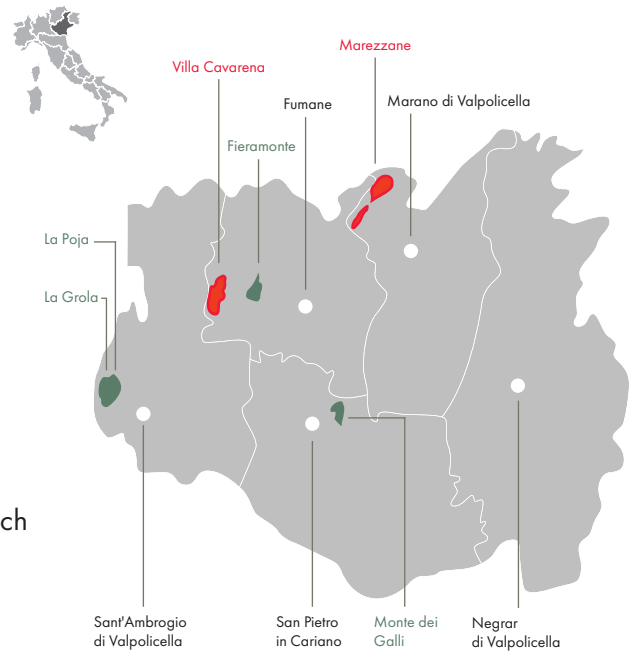 Marezzane
Villa Cavarena
Fumane
Marano di Valpolicella
Fieramonte
La Poja
La Grola
ch
Sant'Ambrogio
di Valpolicella
San Pietro
in Cariano
Monte dei
Galli
Negrar
di Valpolicella